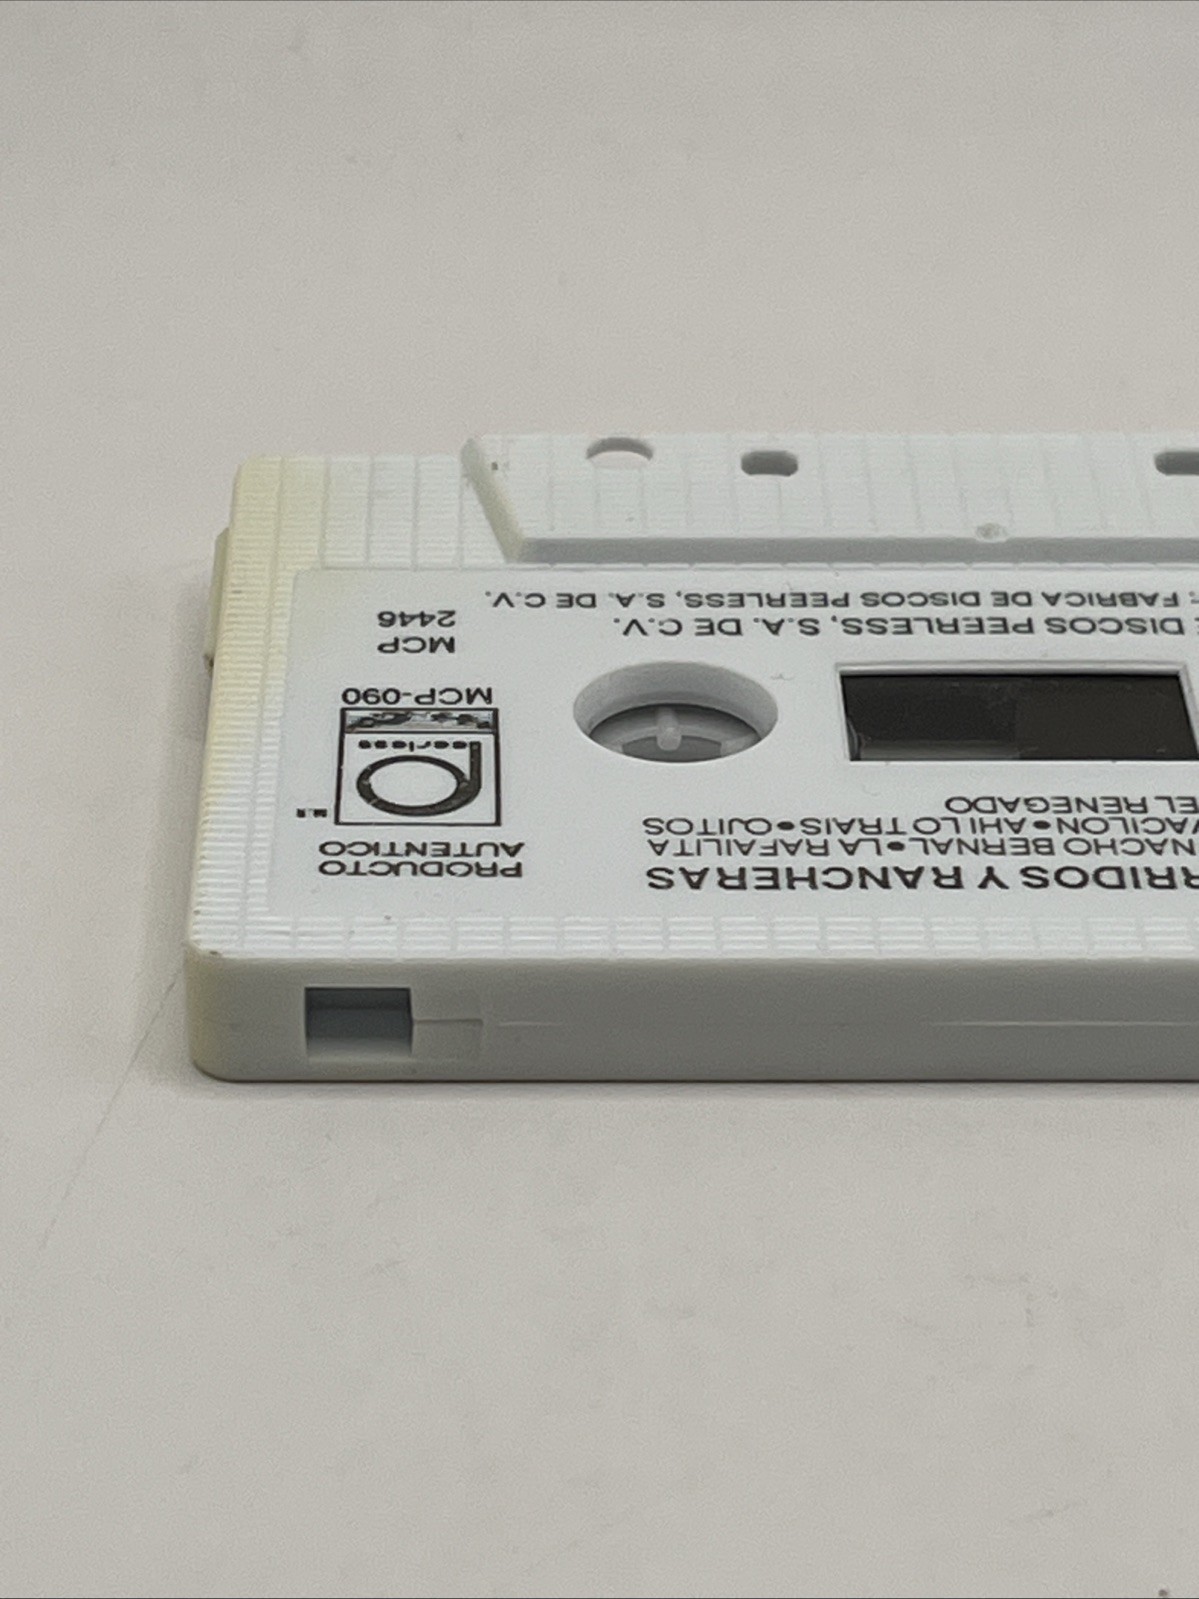 RRIDOS Y RANCHERAS
NACHO BERNAL•LA RAFAILITA
VACILON•AHI LO TRAIS•OJITOS
EL RENEGADO
PRODUCTO
AUTENTICO
M.R.
peerless
MCP-090
MCP
2446
DISCOS PEERLESS, S.A. DE C.V.
FABRICA DE DISCOS PEERLESS, S.A. DE C.V.